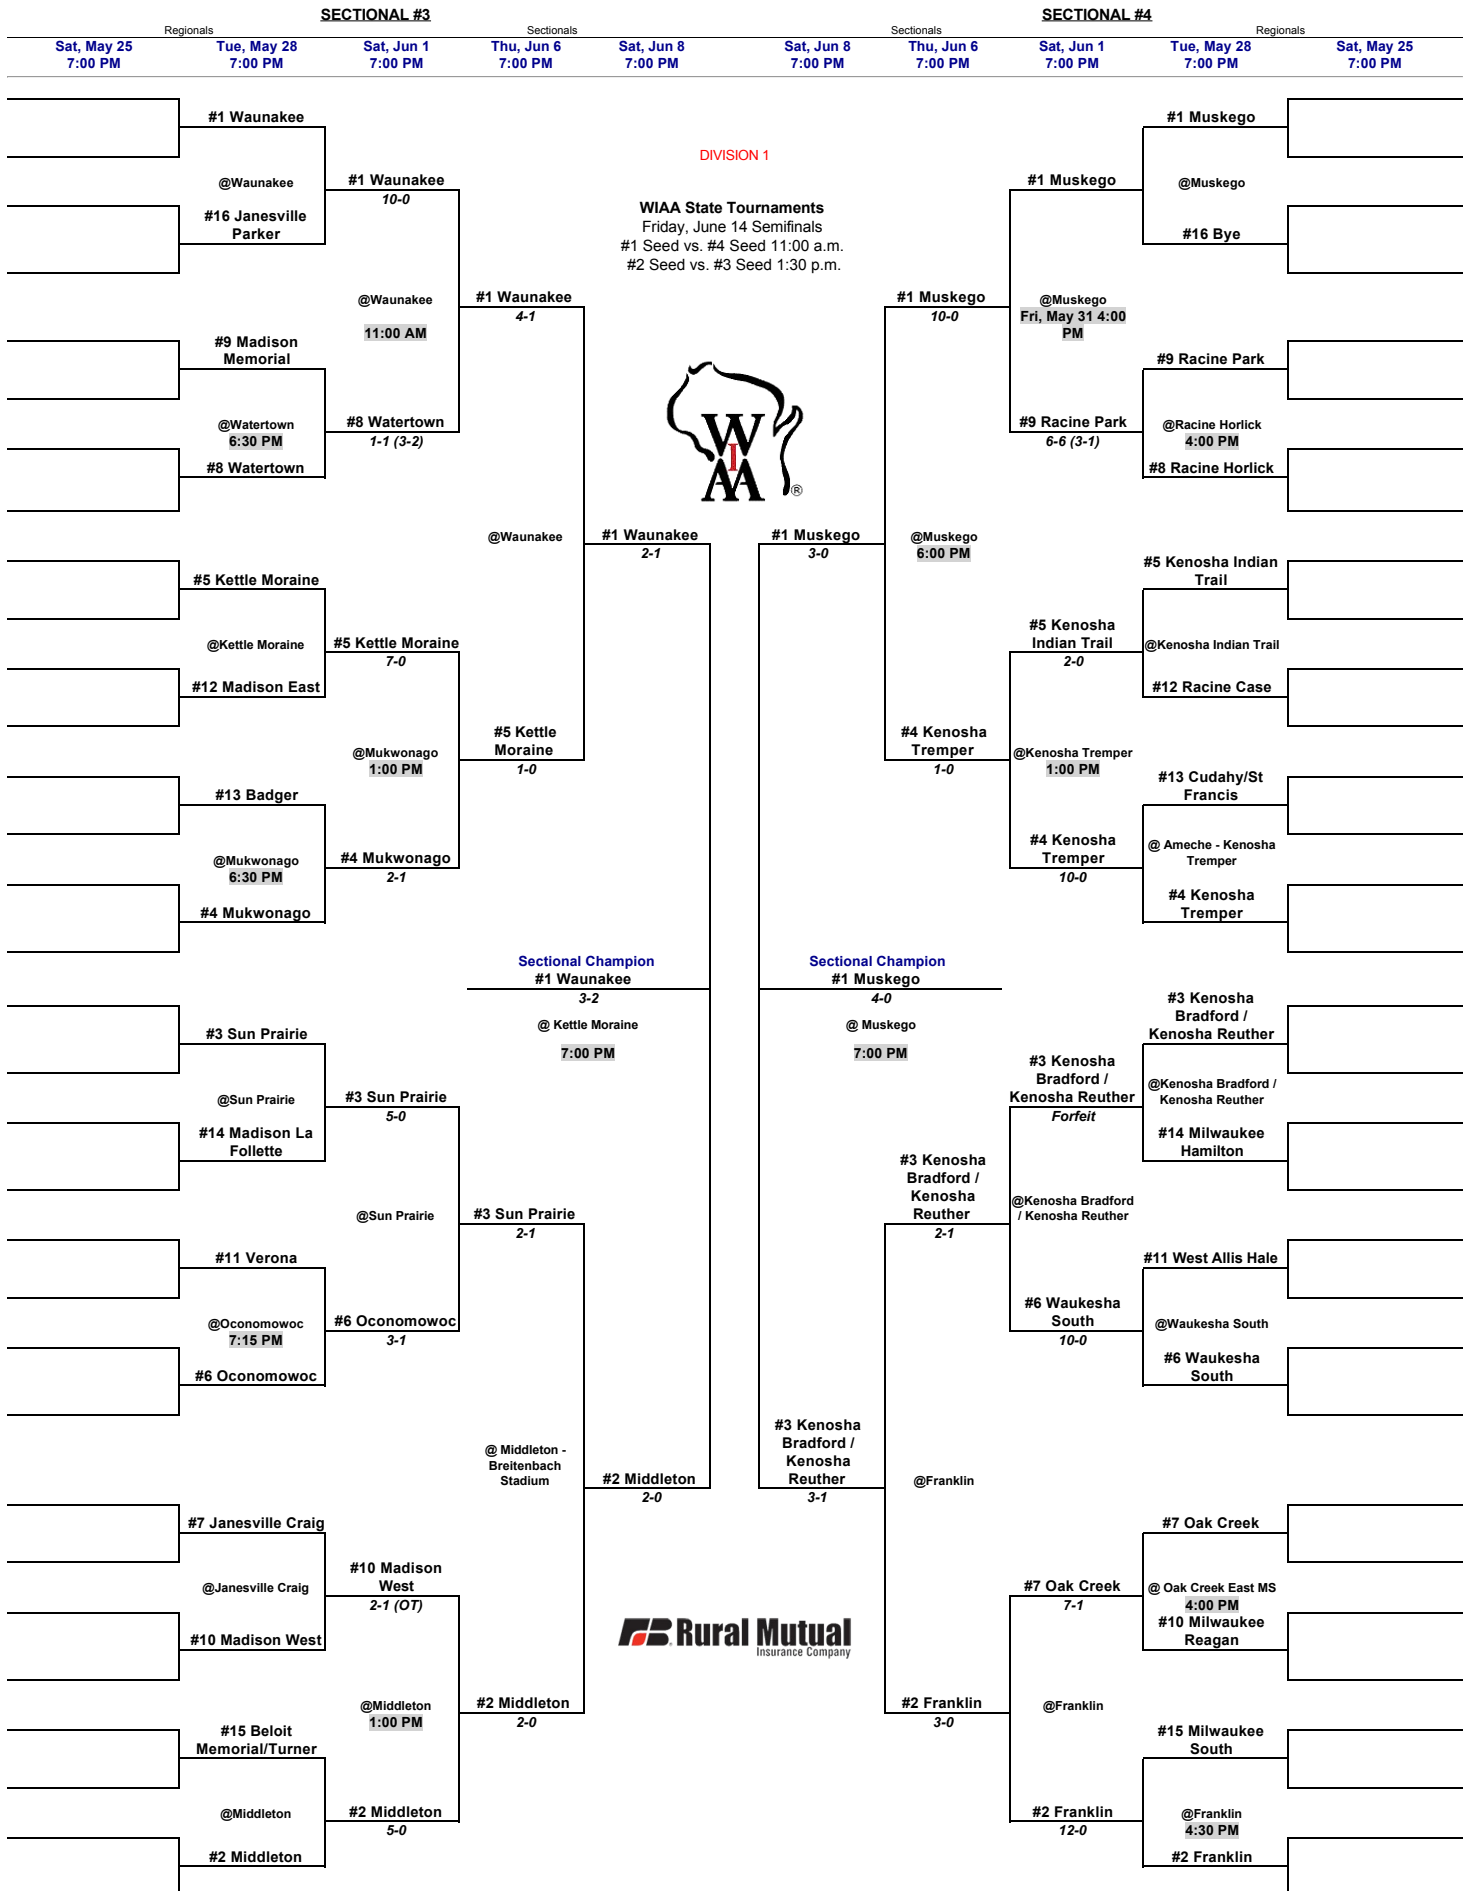 SECTIONAL #3
SECTIONAL #4
Regionals
Sectionals
Sectionals
Regionals
Sat, May 25
7:00 PM
Tue, May 28
7:00 PM
Sat, Jun 1
7:00 PM
Thu, Jun 6
7:00 PM
Sat, Jun 8
7:00 PM
Sat, Jun 8
7:00 PM
Thu, Jun 6
7:00 PM
Sat, Jun 1
7:00 PM
Tue, May 28
7:00 PM
Sat, May 25
7:00 PM
#1 Waunakee
@Waunakee
#16 Janesville
Parker
#9 Madison
Memorial
@Watertown
6:30 PM
#8 Watertown
#5 Kettle Moraine
@Kettle Moraine
#12 Madison East
#13 Badger
@Mukwonago
6:30 PM
#4 Mukwonago
#3 Sun Prairie
@Sun Prairie
#14 Madison La
Follette
#11 Verona
@Oconomowoc
7:15 PM
#6 Oconomowoc
#7 Janesville Craig
@Janesville Craig
#10 Madison West
#15 Beloit
Memorial/Turner
@Middleton
#2 Middleton
#1 Waunakee
10-0
@Waunakee
11:00 AM
#8 Watertown
1-1 (3-2)
#5 Kettle Moraine
7-0
@Mukwonago
1:00 PM
#4 Mukwonago
2-1
#3 Sun Prairie
5-0
@Sun Prairie
#6 Oconomowoc
3-1
#10 Madison
West
2-1 (OT)
@Middleton
1:00 PM
#2 Middleton
5-0
#1 Waunakee
4-1
@Waunakee
#5 Kettle
Moraine
1-0
#3 Sun Prairie
2-1
@ Middleton -
Breitenbach
Stadium
#2 Middleton
2-0
#1 Waunakee
2-1
#2 Middleton
2-0
Sectional Champion
#1 Waunakee
3-2
@ Kettle Moraine
7:00 PM
DIVISION 1
WIAA State Tournaments
Friday, June 14 Semifinals
#1 Seed vs. #4 Seed 11:00 a.m.
#2 Seed vs. #3 Seed 1:30 p.m.
W
I
AA
®
Rural Mutual
Insurance Company
Sectional Champion
#1 Muskego
4-0
@ Muskego
7:00 PM
#1 Muskego
3-0
#3 Kenosha
Bradford /
Kenosha
Reuther
3-1
#1 Muskego
10-0
@Muskego
6:00 PM
#4 Kenosha
Tremper
1-0
#3 Kenosha
Bradford /
Kenosha
Reuther
2-1
@Franklin
#2 Franklin
3-0
#1 Muskego
@Muskego
Fri, May 31 4:00
PM
#9 Racine Park
6-6 (3-1)
#5 Kenosha
Indian Trail
2-0
@Kenosha Tremper
1:00 PM
#4 Kenosha
Tremper
10-0
#3 Kenosha
Bradford /
Kenosha Reuther
Forfeit
@Kenosha Bradford
/ Kenosha Reuther
#6 Waukesha
South
10-0
#7 Oak Creek
7-1
@Franklin
#2 Franklin
12-0
#1 Muskego
@Muskego
#16 Bye
#9 Racine Park
@Racine Horlick
4:00 PM
#8 Racine Horlick
#5 Kenosha Indian
Trail
@Kenosha Indian Trail
#12 Racine Case
#13 Cudahy/St
Francis
@ Ameche - Kenosha
Tremper
#4 Kenosha
Tremper
#3 Kenosha
Bradford /
Kenosha Reuther
@Kenosha Bradford /
Kenosha Reuther
#14 Milwaukee
Hamilton
#11 West Allis Hale
@Waukesha South
#6 Waukesha
South
#7 Oak Creek
@ Oak Creek East MS
4:00 PM
#10 Milwaukee
Reagan
#15 Milwaukee
South
@Franklin
4:30 PM
#2 Franklin